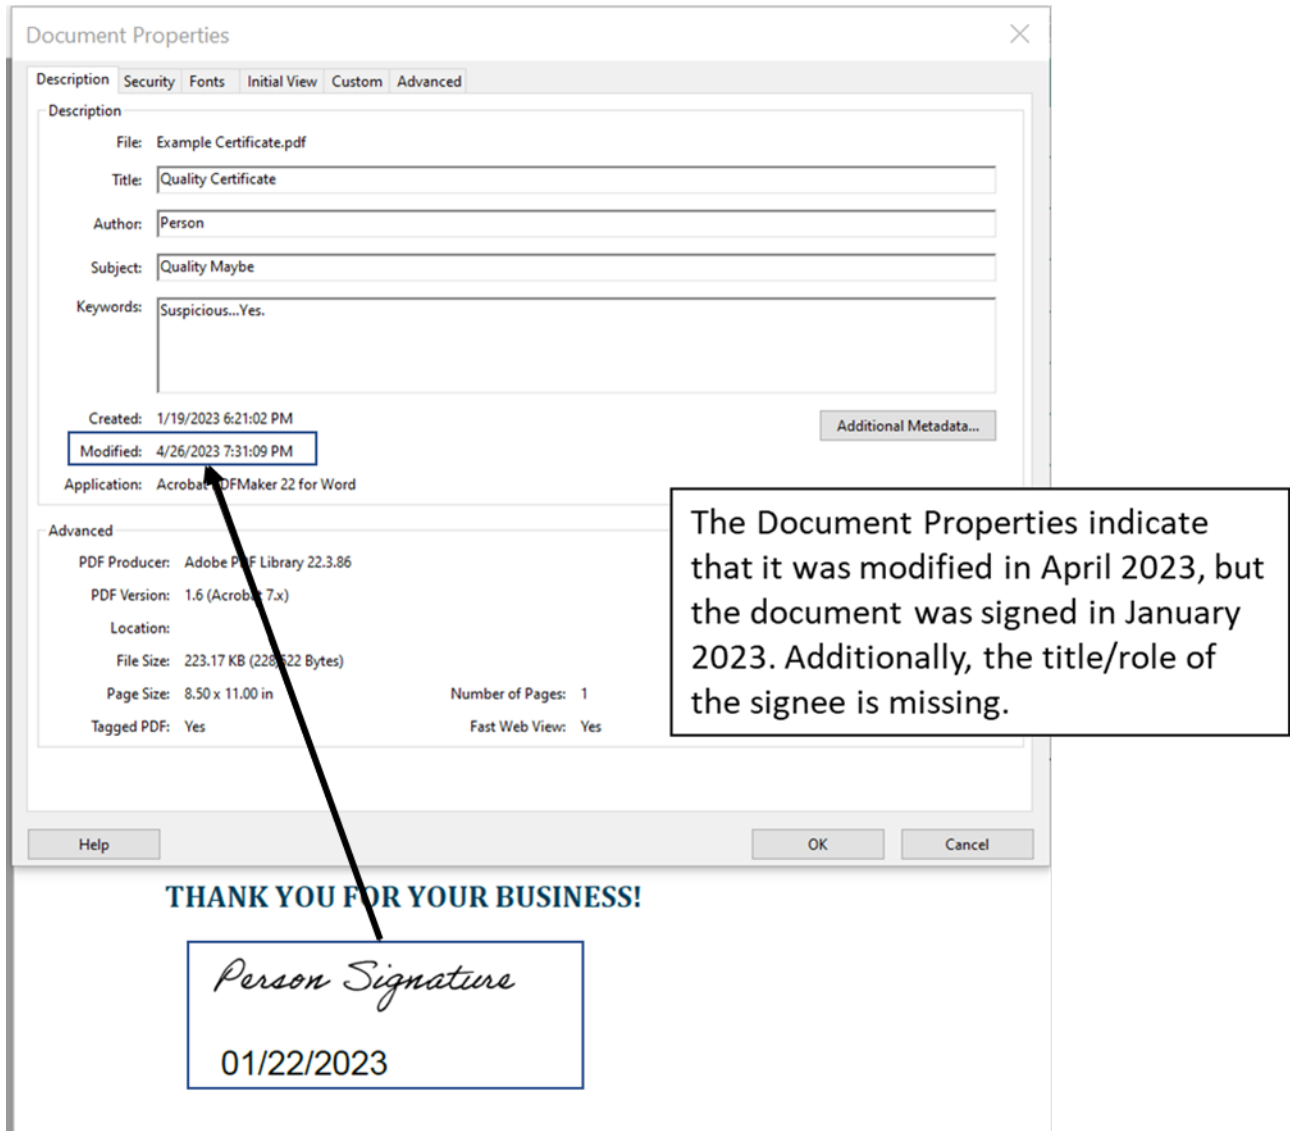 Document Properties
Description Security Fonts Initial View Custom Advanced
Description
File: Example Certificate.pdf
Title: Quality Certificate
Author: Person
Subject: Quality Maybe
Keywords: Suspicious...Yes.
Created: 1/19/2023 6:21:02 PM
Additional Metadata...
Modified: 4/26/2023 7:31:09 PM
Application: Acrobat PDFMaker 22 for Word
Advanced
PDF Producer: Adobe PDF Library 22.3.86
PDF Version: 1.6 (Acrobat 7.x)
Location:
File Size: 223.17 KB (228,522 Bytes)
Page Size: 8.50 x 11.00 in Number of Pages: 1
Tagged PDF: Yes Fast Web View: Yes
The Document Properties indicate
that it was modified in April 2023, but
the document was signed in January
2023. Additionally, the title/role of
the signee is missing.
Help OK Cancel
THANK YOU FOR YOUR BUSINESS!
Person Signature
01/22/2023